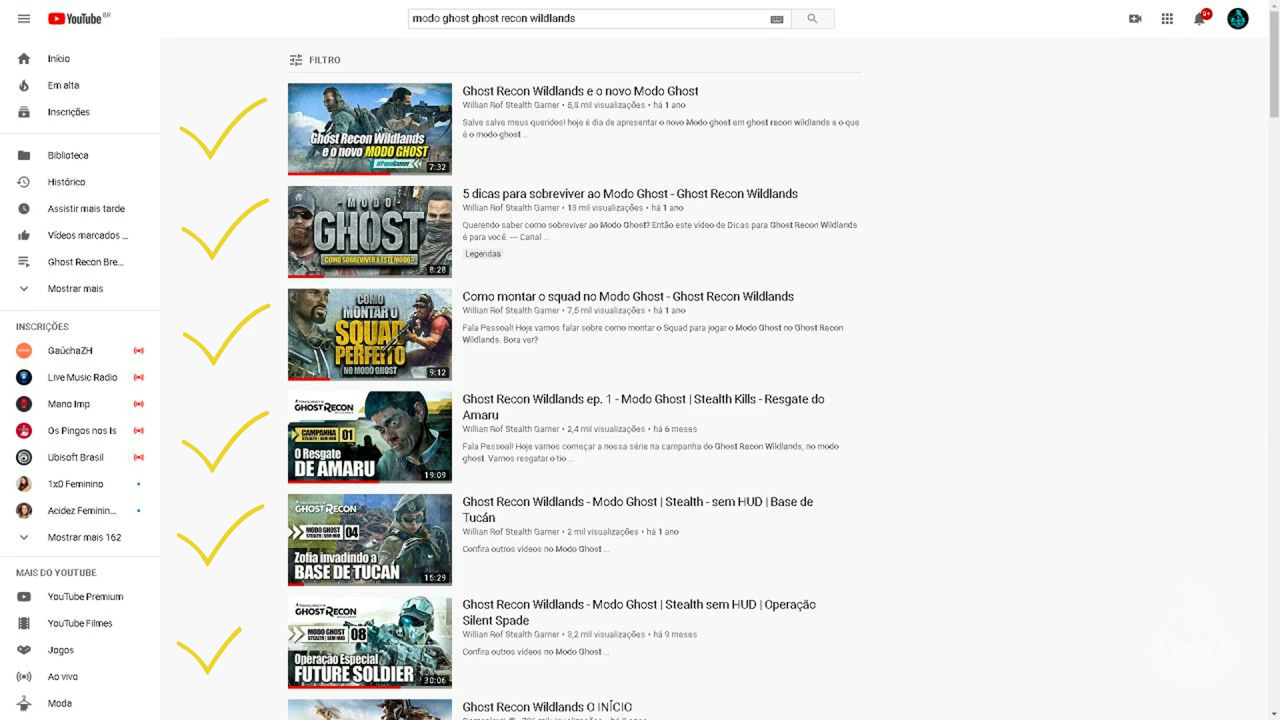 YouTube BR
modo ghost ghost recon wildlands
9+
Início
Em alta
Inscrições
Biblioteca
Histórico
Assistir mais tarde
Vídeos marcados ...
Ghost Recon Bre...
Mostrar mais
INSCRIÇÕES
GaúchaZH
Live Music Radio
Mano Imp
Os Pingos nos Is
Ubisoft Brasil
1x0 Feminino
Acidez Feminin...
Mostrar mais 162
MAIS DO YOUTUBE
YouTube Premium
YouTube Filmes
Jogos
Ao vivo
Moda
FILTRO
Ghost Recon Wildlands
e o novo MODO GHOST
#PapoGamer
7:32
Ghost Recon Wildlands e o novo Modo Ghost
Willian Rof Stealth Gamer • 5,8 mil visualizações • há 1 ano
Salve salve meus queridos! hoje é dia de apresentar o novo Modo ghost em ghost recon wildlands e o que
é o modo ghost ...
- MODO -
GHOST
COMO SOBREVIVER A ESTE MODO?
8:28
5 dicas para sobreviver ao Modo Ghost - Ghost Recon Wildlands
Willian Rof Stealth Gamer • 13 mil visualizações • há 1 ano
Querendo saber como sobreviver ao Modo Ghost? Então este vídeo de Dicas para Ghost Recon Wildlands
é para você. --- Canal ...
Legendas
COMO
MONTAR O
SQUAD
PERFEITO
NO MODO GHOST
9:12
Como montar o squad no Modo Ghost - Ghost Recon Wildlands
Willian Rof Stealth Gamer • 7,5 mil visualizações • há 1 ano
Fala Pessoal! Hoje vamos falar sobre como montar o Squad para jogar o Modo Ghost no Ghost Recon
Wildlands. Bora ver?
GHOST RECON
CAMPANHA 01
STEALTH | SEM HUD
O Resgate
DE AMARU
19:09
Ghost Recon Wildlands ep. 1 - Modo Ghost | Stealth Kills - Resgate do
Amaru
Willian Rof Stealth Gamer • 2,4 mil visualizações • há 6 meses
Fala Pessoal! Hoje vamos começar a nossa série na campanha do Ghost Recon Wildlands, no modo
ghost. Vamos resgatar o tio ...
GHOST RECON
MODO GHOST 04
STEALTH | SEM HUD
Zofia invadindo a
BASE DE TUCAN
15:29
Ghost Recon Wildlands - Modo Ghost | Stealth - sem HUD | Base de
Tucán
Willian Rof Stealth Gamer • 2 mil visualizações • há 1 ano
Confira outros vídeos no Modo Ghost ...
GHOST RECON
MODO GHOST 08
STEALTH | SEM HUD
Operação Especial
FUTURE SOLDIER
30:06
Ghost Recon Wildlands - Modo Ghost | Stealth sem HUD | Operação
Silent Spade
Willian Rof Stealth Gamer • 3,2 mil visualizações • há 9 meses
Confira outros vídeos no Modo Ghost ...
Ghost Recon Wildlands O INÍCIO